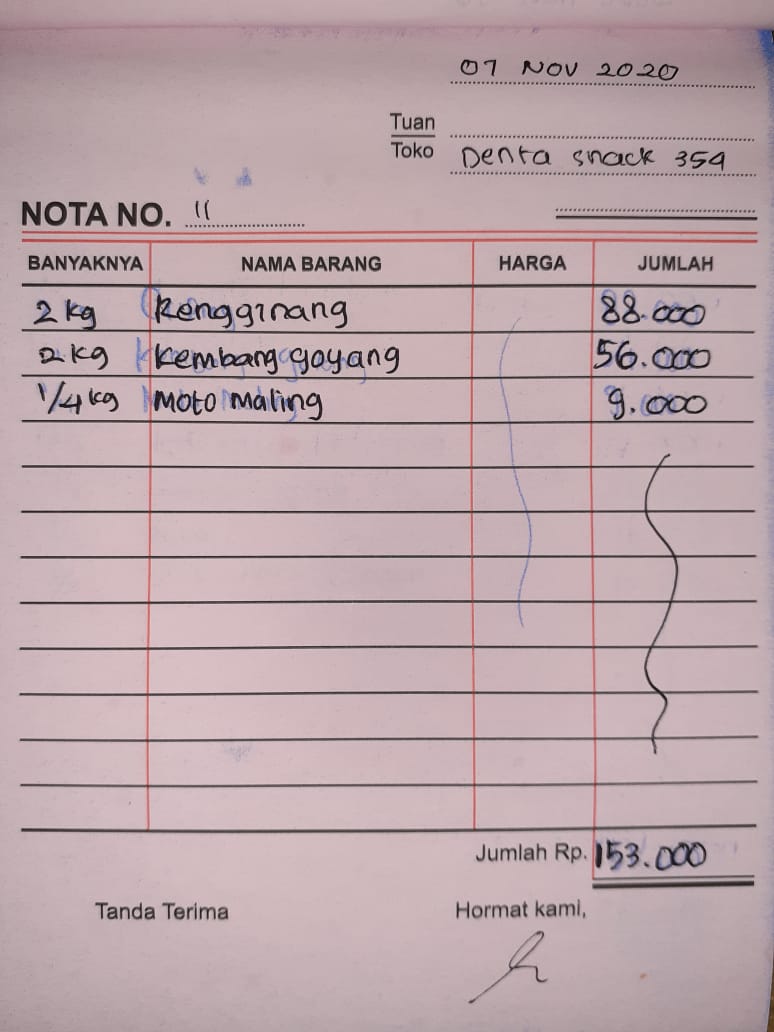 07 NOV 2020
Tuan
Toko Denta snack 354
NOTA NO. 11
BANYAKNYA NAMA BARANG HARGA JUMLAH
2 kg Rengginang 88.000
2 kg Kembang goyang 56.000
1/4 kg Moto maling 9.000
Jumlah Rp. 153.000
Tanda Terima Hormat kami,